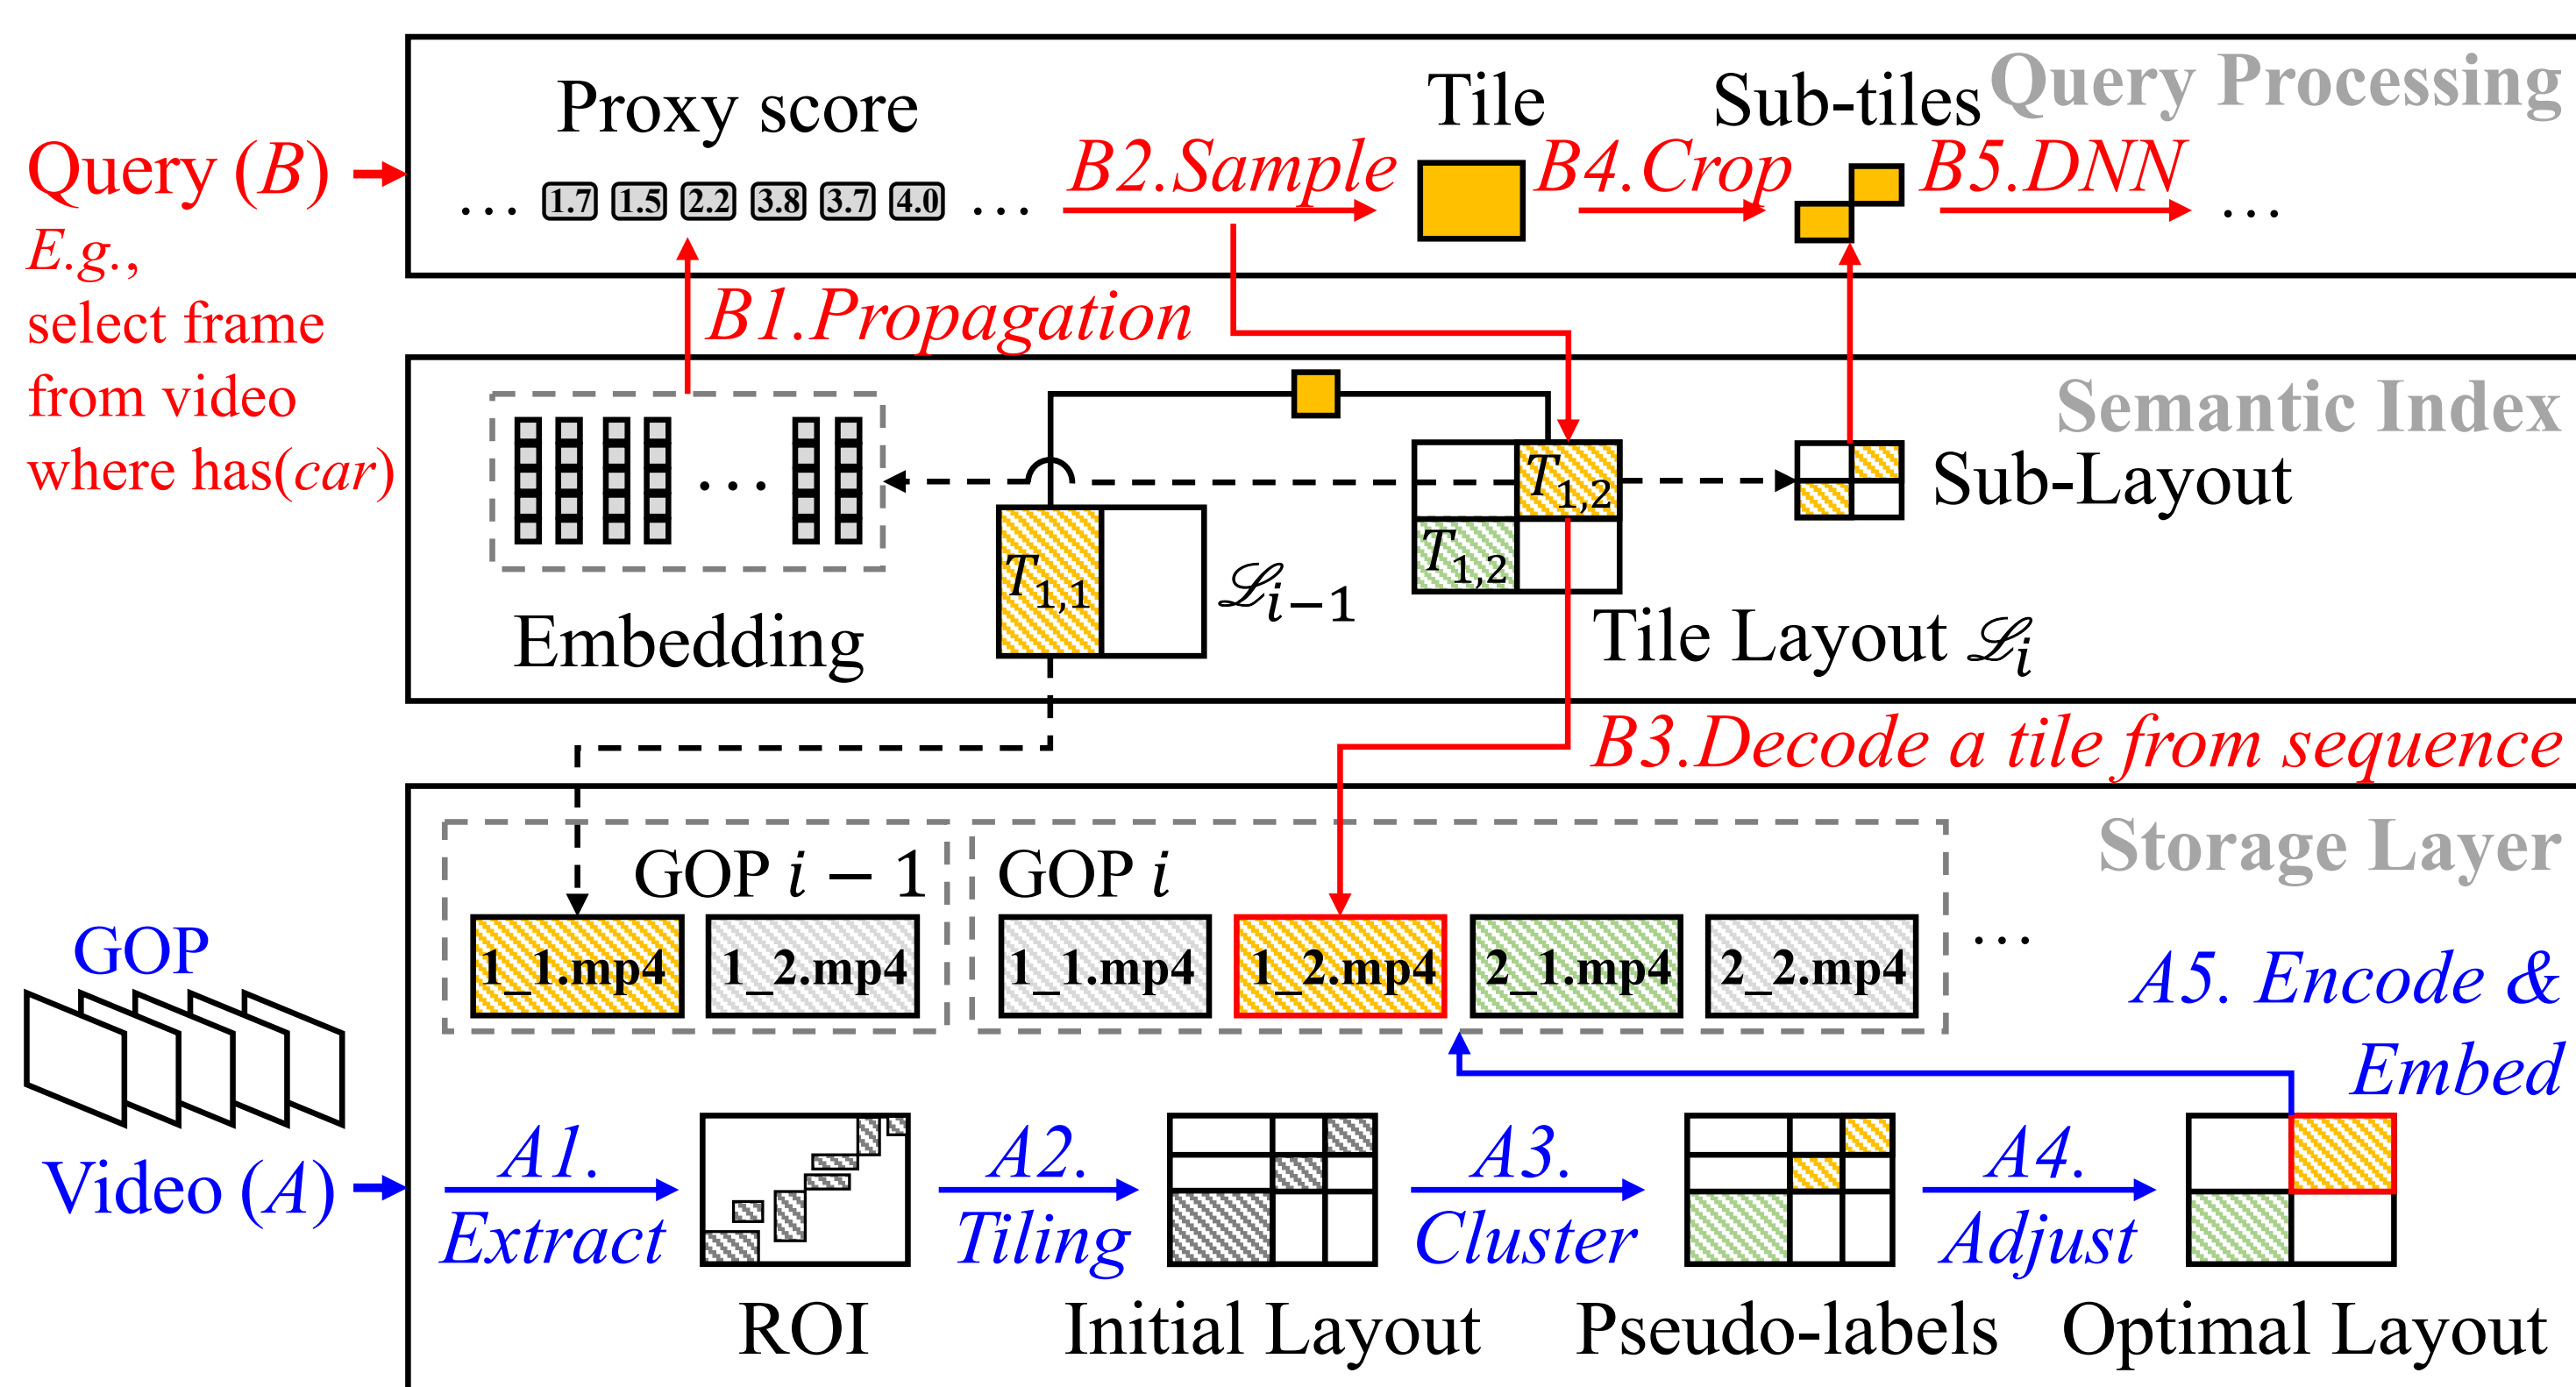 Query Processing
Proxy score
Tile
Sub-tiles
Query (B)
B2.Sample
B4.Crop
B5.DNN
… 1.7 1.5 2.2 3.8 3.7 4.0 …
…
E.g.,
select frame
from video
where has(car)
B1.Propagation
Semantic Index
…
T1,2
Sub-Layout
T1,1
ℒi−1
T1,2
Embedding
Tile Layout ℒi
B3.Decode a tile from sequence
Storage Layer
GOP i − 1
GOP i
GOP
1_1.mp4
1_2.mp4
1_1.mp4
1_2.mp4
2_1.mp4
2_2.mp4
…
A5. Encode &
Embed
Video (A)
A1.
Extract
A2.
Tiling
A3.
Cluster
A4.
Adjust
ROI
Initial Layout
Pseudo-labels
Optimal Layout